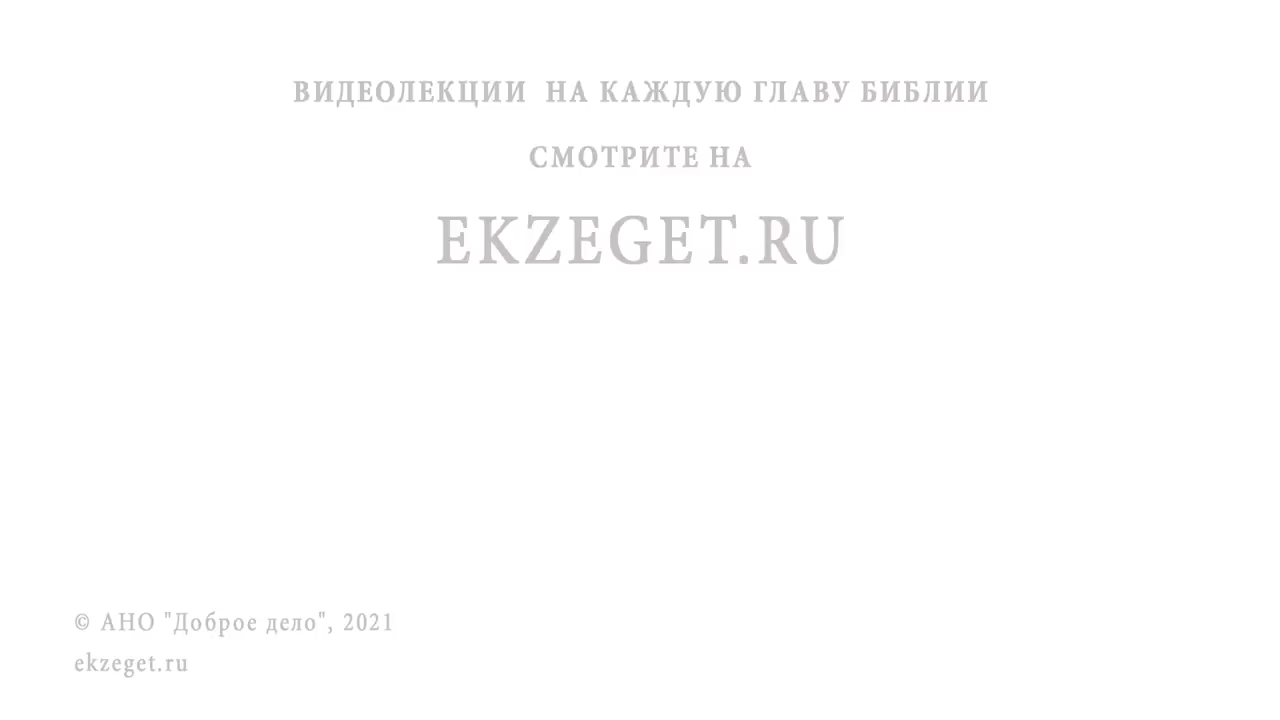 ВИДЕОЛЕКЦИИ НА КАЖДУЮ ГЛАВУ БИБЛИИ
СМОТРИТЕ НА
EKZEGET.RU
© АНО "Доброе дело", 2021
ekzeget.ru